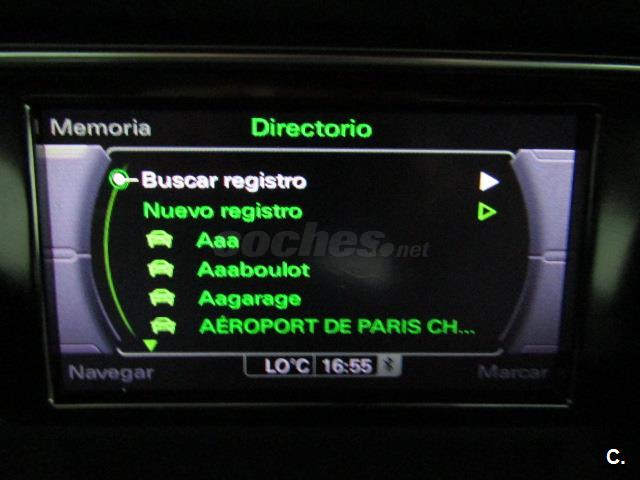 Memoria
Directorio
Buscar registro
Nuevo registro
Aaa
coches.net
Aaaboulot
Aagarage
AÉROPORT DE PARIS CH...
LO°C 16:55
Navegar
Marcar
C.